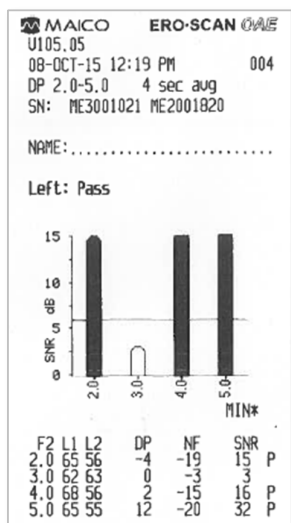 MAICO ERO·SCAN OAE
U105.05
08-OCT-15 12:19 PM 004
DP 2.0-5.0 4 sec avg
SN: ME3001021 ME2001820
NAME:...........................
Left: Pass
15
10
5
0
SNR dB
2.0 3.0 4.0 5.0
MIN*
F2 L1 L2 DP NF SNR
2.0 65 56 -4 -19 15 P
3.0 62 63 0 -3 3
4.0 68 56 2 -15 16 P
5.0 65 55 12 -20 32 P